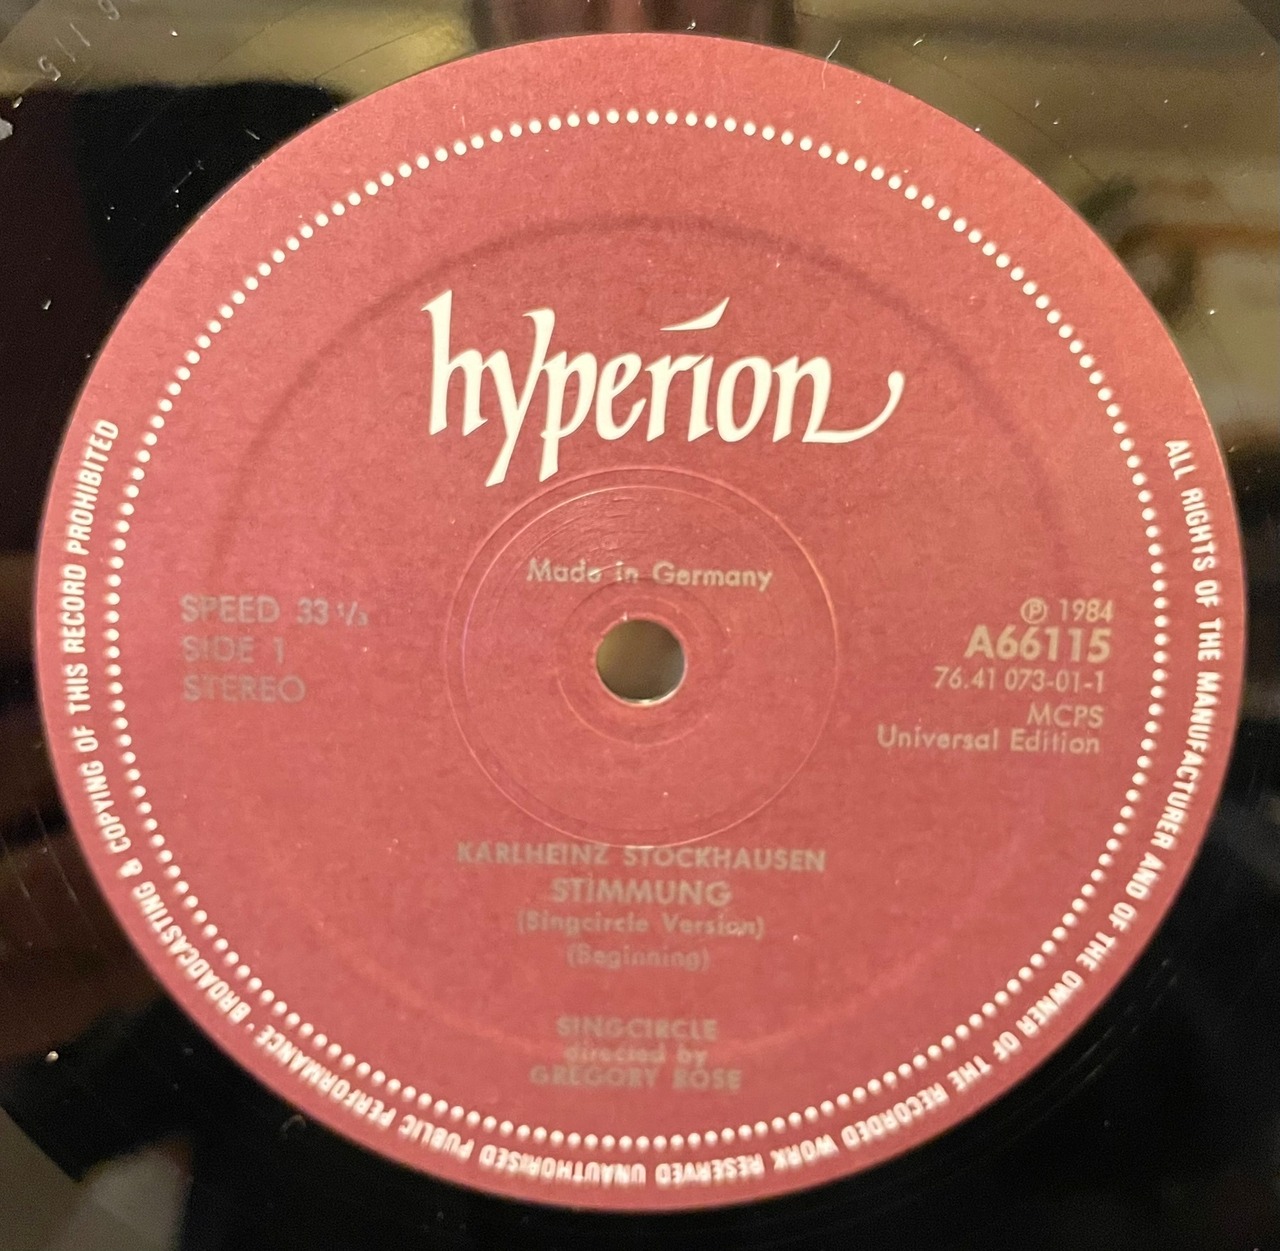 hyperion
Made in Germany
SPEED 33 1/3
SIDE 1
STEREO
℗ 1984
A66115
76.41 073-01-1
MCPS
Universal Edition
KARLHEINZ STOCKHAUSEN
STIMMUNG
(Singcircle Version)
(Beginning)
SINGCIRCLE
directed by
GREGORY ROSE
ALL RIGHTS OF THE MANUFACTURER AND OF THE OWNER OF THE RECORDED WORK RESERVED UNAUTHORISED PUBLIC PERFORMANCE · BROADCASTING & COPYING OF THIS RECORD PROHIBITED